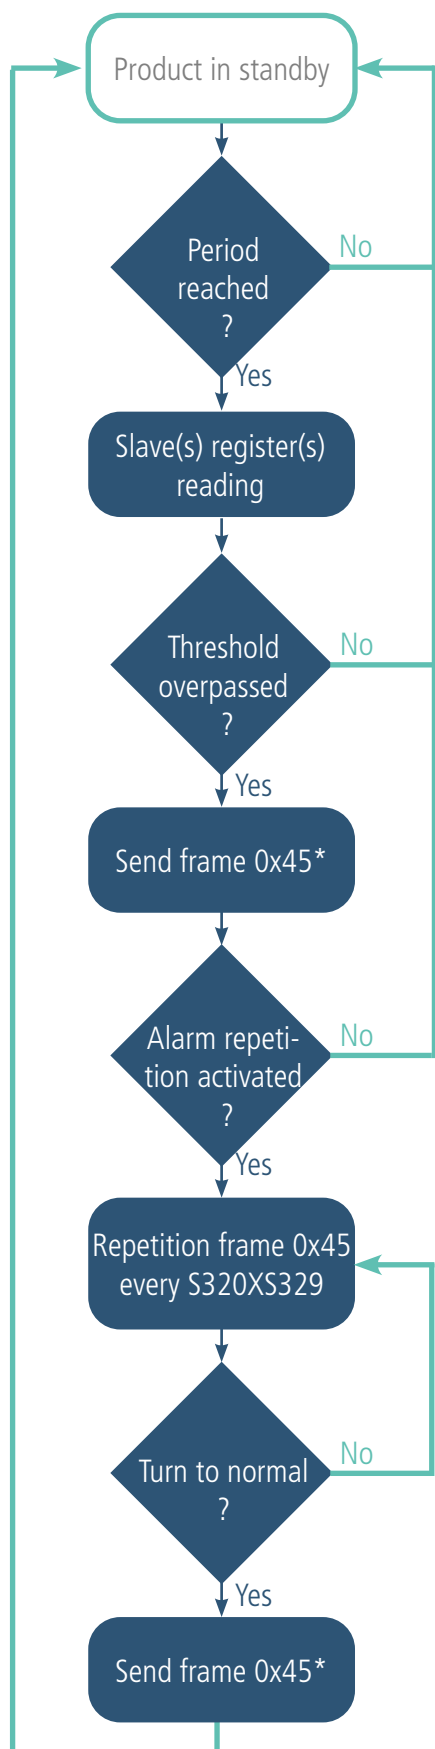 Product in standby
Period
reached
?
No
Yes
Slave(s) register(s)
reading
Threshold
overpassed
?
No
Yes
Send frame 0x45*
Alarm repeti-
tion activated
?
No
Yes
Repetition frame 0x45
every S320XS329
Turn to normal
?
No
Yes
Send frame 0x45*